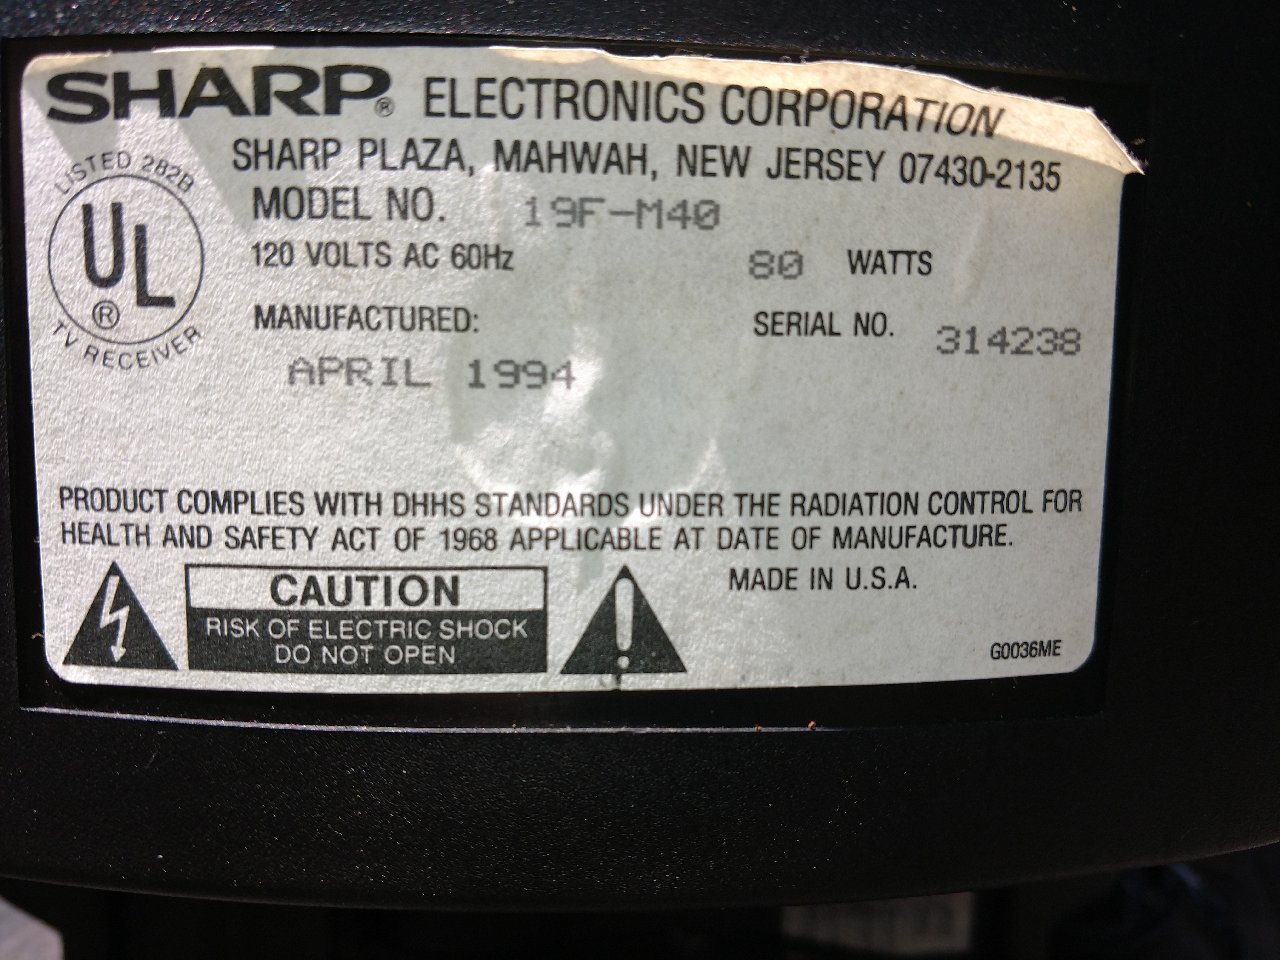 SHARP® ELECTRONICS CORPORATION
SHARP PLAZA, MAHWAH, NEW JERSEY 07430-2135
LISTED 282B
UL
®
TV RECEIVER
MODEL NO. 19F-M40
120 VOLTS AC 60Hz 80 WATTS
MANUFACTURED: SERIAL NO. 314238
APRIL 1994
PRODUCT COMPLIES WITH DHHS STANDARDS UNDER THE RADIATION CONTROL FOR
HEALTH AND SAFETY ACT OF 1968 APPLICABLE AT DATE OF MANUFACTURE.
CAUTION
RISK OF ELECTRIC SHOCK
DO NOT OPEN
MADE IN U.S.A.
G0036ME